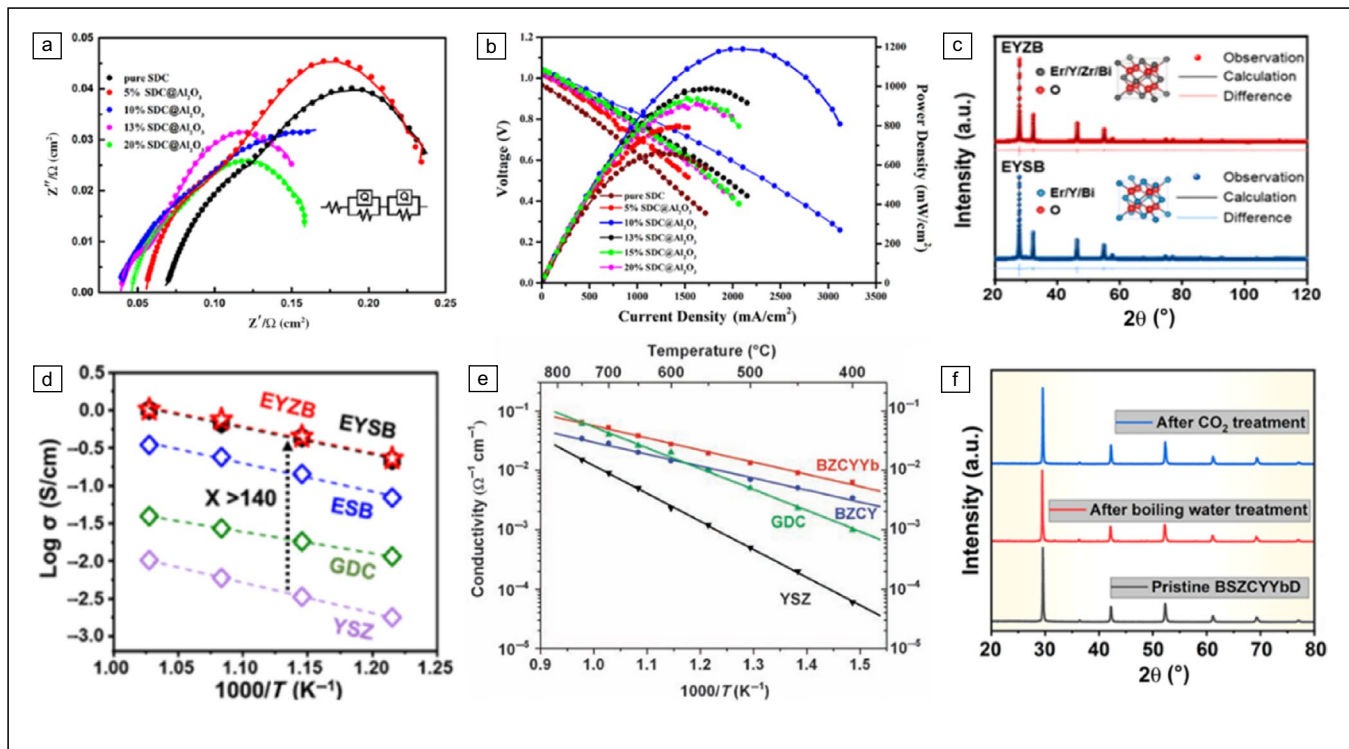 a
0.05
0.04
0.03
0.02
0.01
0.00
Z″/Ω (cm²)
pure SDC
5% SDC@Al₂O₃
10% SDC@Al₂O₃
13% SDC@Al₂O₃
20% SDC@Al₂O₃
Q
Q
0.05
0.10
0.15
0.20
0.25
Z′/Ω (cm²)
b
1.2
1.0
0.8
0.6
0.4
0.2
0.0
Voltage (V)
pure SDC
5% SDC@Al₂O₃
10% SDC@Al₂O₃
13% SDC@Al₂O₃
15% SDC@Al₂O₃
20% SDC@Al₂O₃
1200
1000
800
600
400
200
0
Power Density (mW/cm²)
0
500
1000
1500
2000
2500
3000
3500
Current Density (mA/cm²)
c
Intensity (a.u.)
EYZB
Er/Y/Zr/Bi
O
Observation
Calculation
Difference
EYSB
Er/Y/Bi
O
Observation
Calculation
Difference
20
40
60
80
100
120
2θ (°)
d
0.5
0.0
−0.5
−1.0
−1.5
−2.0
−2.5
−3.0
Log σ (S/cm)
EYZB
EYSB
ESB
X >140
GDC
YSZ
1.00
1.05
1.10
1.15
1.20
1.25
1000/T (K⁻¹)
e
Temperature (°C)
800
700
600
500
400
10⁻¹
10⁻²
10⁻³
10⁻⁴
10⁻⁵
Conductivity (Ω⁻¹ cm⁻¹)
BZCYYb
BZCY
GDC
YSZ
10⁻¹
10⁻²
10⁻³
10⁻⁴
10⁻⁵
0.9
1.0
1.1
1.2
1.3
1.4
1.5
1000/T (K⁻¹)
f
Intensity (a.u.)
After CO₂ treatment
After boiling water treatment
Pristine BSZCYYbD
20
30
40
50
60
70
80
2θ (°)